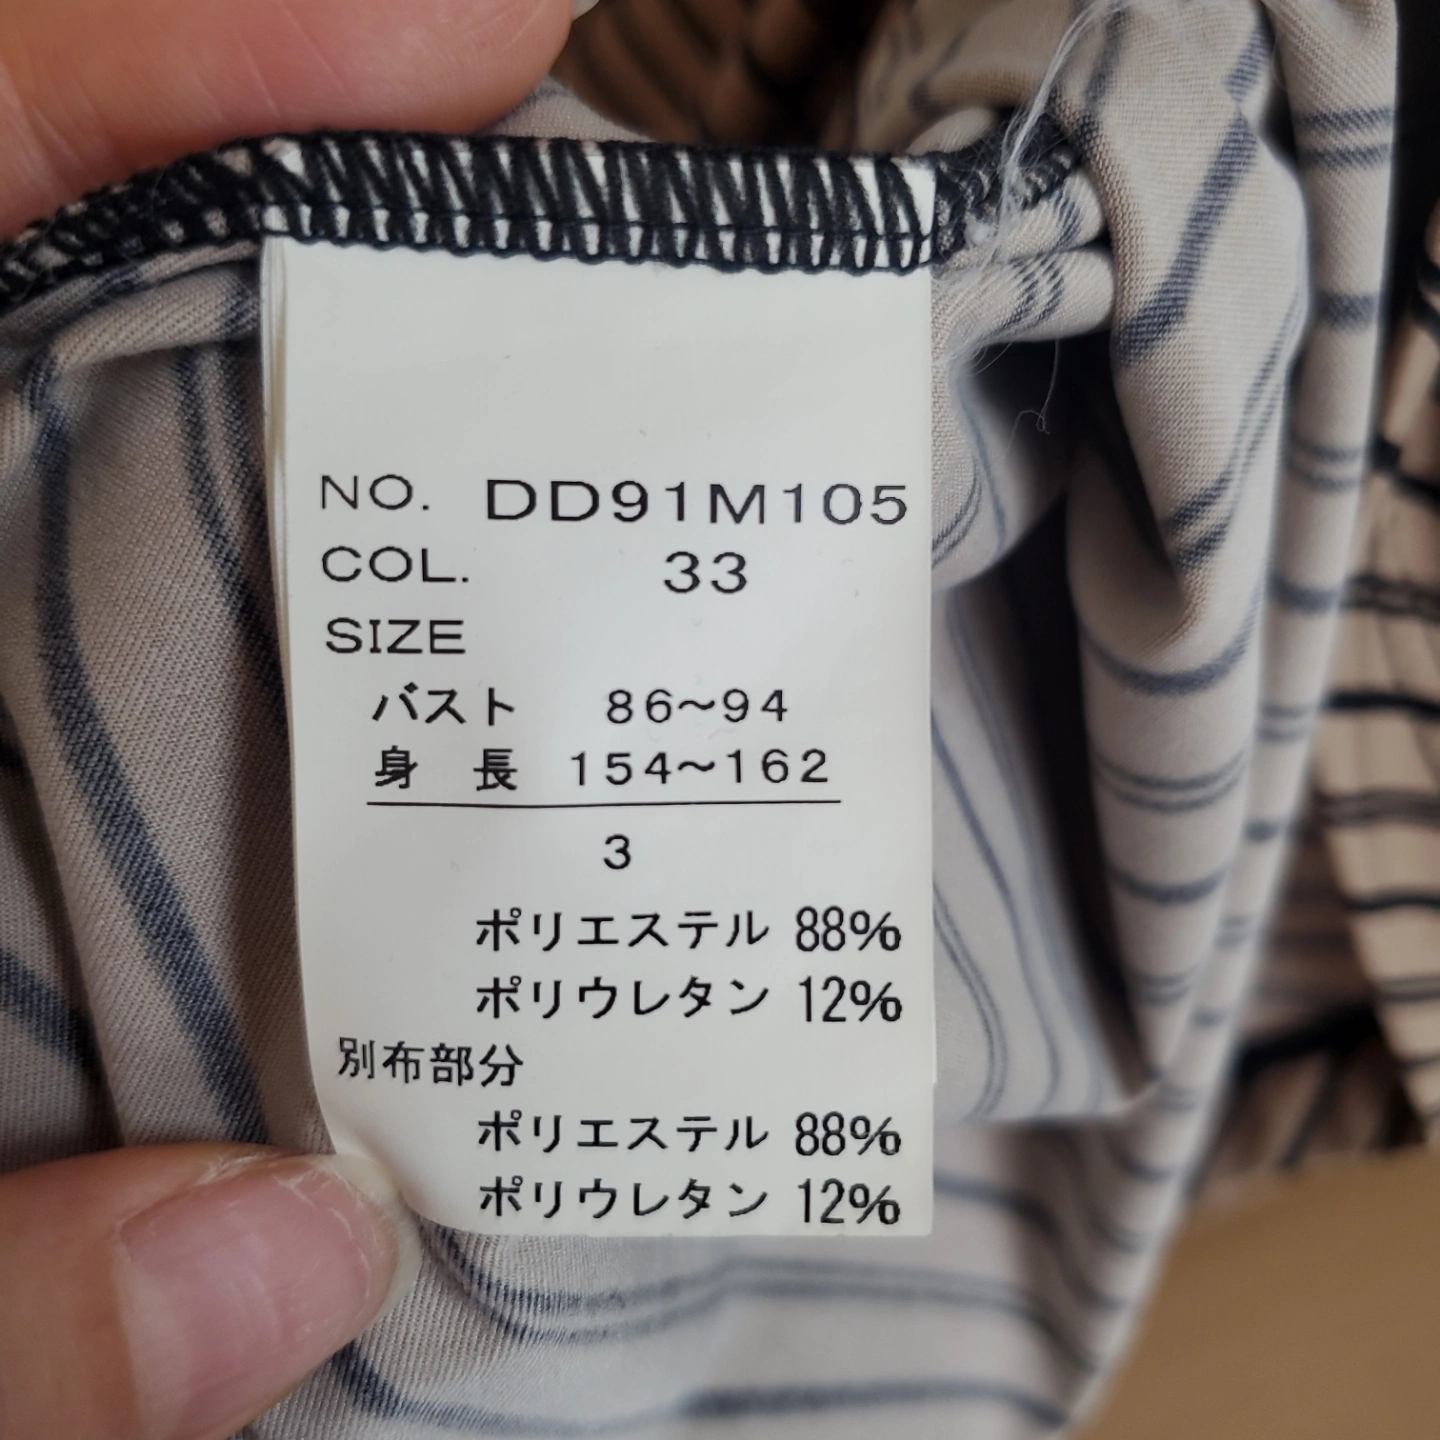 NO. DD91M105
COL. 33
SIZE
バスト 86〜94
身 長 154〜162
3
ポリエステル 88%
ポリウレタン 12%
別布部分
ポリエステル 88%
ポリウレタン 12%